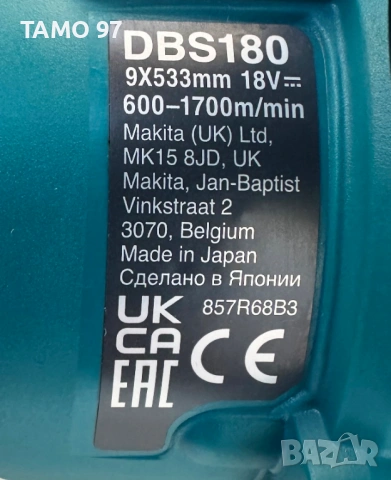 TAMO 97
DBS180
9X533mm 18V⎓
600–1700m/min
Makita (UK) Ltd,
MK15 8JD, UK
Makita, Jan-Baptist
Vinkstraat 2
3070, Belgium
Made in Japan
Сделано в Японии
857R68B3
UK
CA
CE
EAC
BAZAR